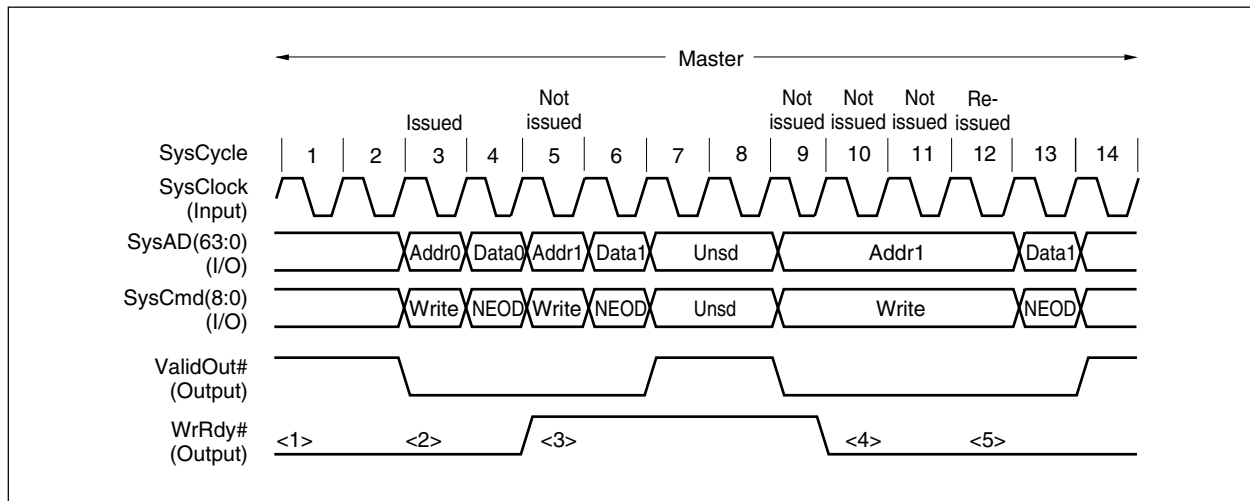 Master
Not Not Not Not Re-
Issued issued issued issued issued issued
SysCycle 1 2 3 4 5 6 7 8 9 10 11 12 13 14
SysClock
(Input)
SysAD(63:0) Addr0 Data0 Addr1 Data1 Unsd Addr1 Data1
(I/O)
SysCmd(8:0) Write NEOD Write NEOD Unsd Write NEOD
(I/O)
ValidOut#
(Output)
WrRdy# <1> <2> <3> <4> <5>
(Output)